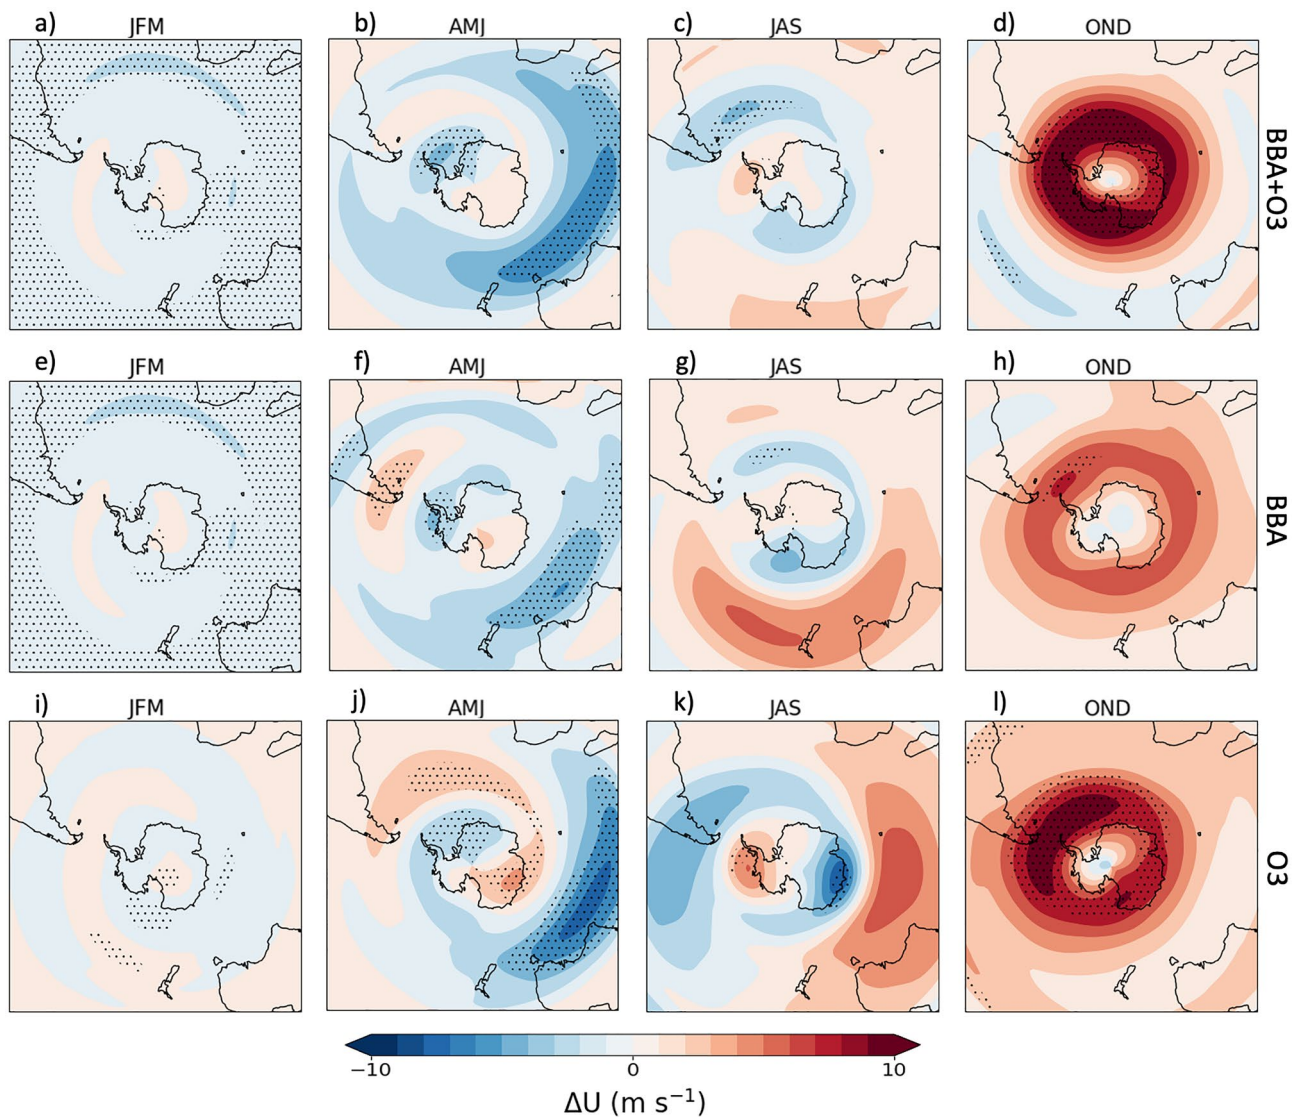 a) JFM b) AMJ c) JAS d) OND
BBA+O3
e) JFM f) AMJ g) JAS h) OND
BBA
i) JFM j) AMJ k) JAS l) OND
O3
−10 0 10
ΔU (m s⁻¹)